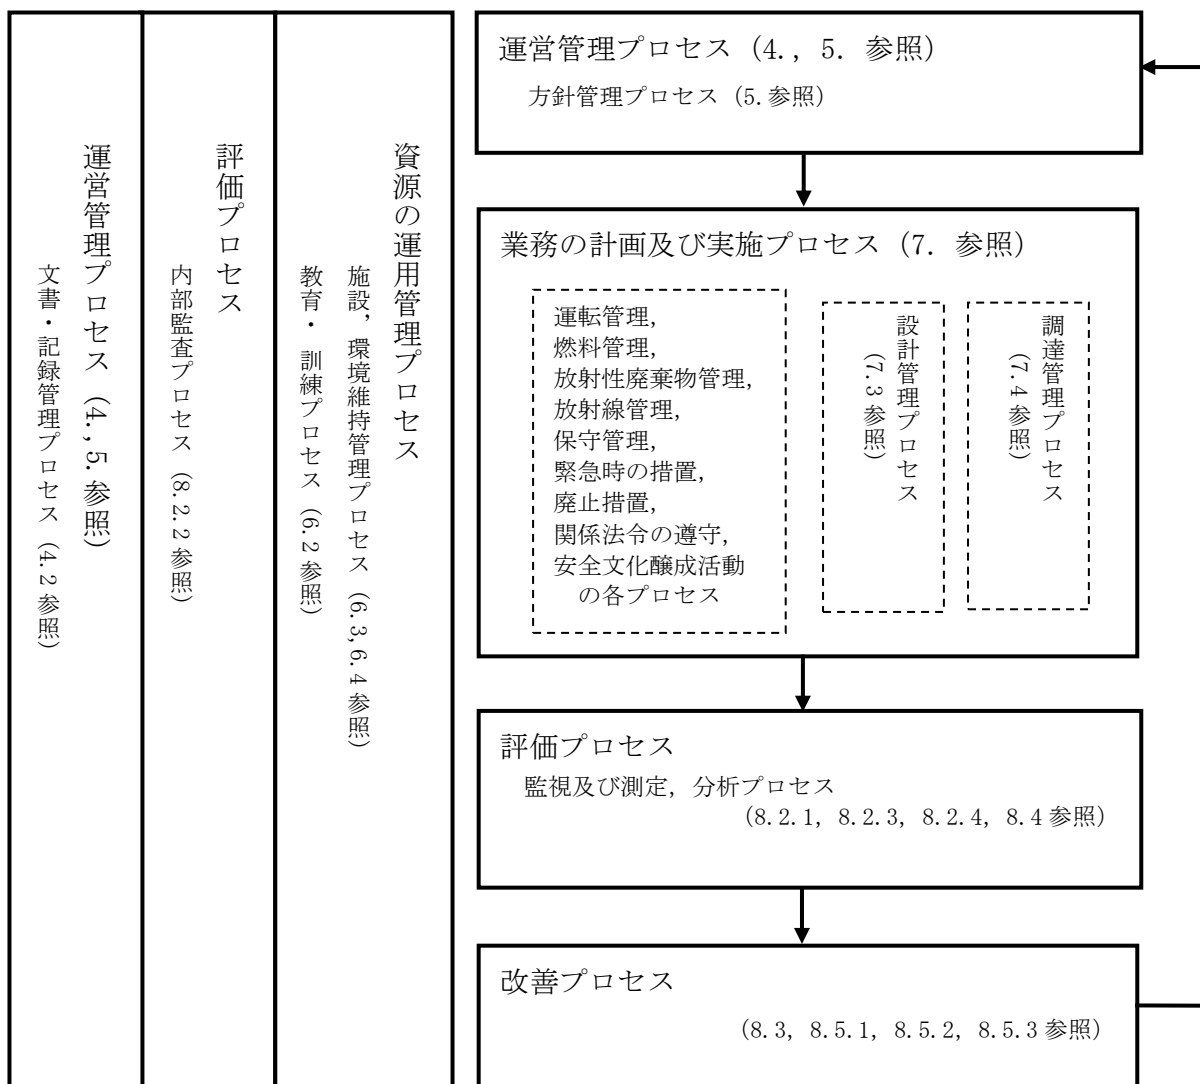 運営管理プロセス（4.,5.参照）
文書・記録管理プロセス（4.2参照）
評価プロセス
内部監査プロセス（8.2.2参照）
資源の運用管理プロセス
施設，環境維持管理プロセス（6.3,6.4参照）
教育・訓練プロセス（6.2参照）
運営管理プロセス（4.，5. 参照）
方針管理プロセス（5.参照）
業務の計画及び実施プロセス（7. 参照）
運転管理，
燃料管理，
放射性廃棄物管理，
放射線管理，
保守管理，
緊急時の措置，
廃止措置，
関係法令の遵守，
安全文化醸成活動
の各プロセス
設計管理プロセス
（7.3参照）
調達管理プロセス
（7.4参照）
評価プロセス
監視及び測定，分析プロセス
（8.2.1，8.2.3，8.2.4，8.4参照）
改善プロセス
（8.3，8.5.1，8.5.2，8.5.3参照）